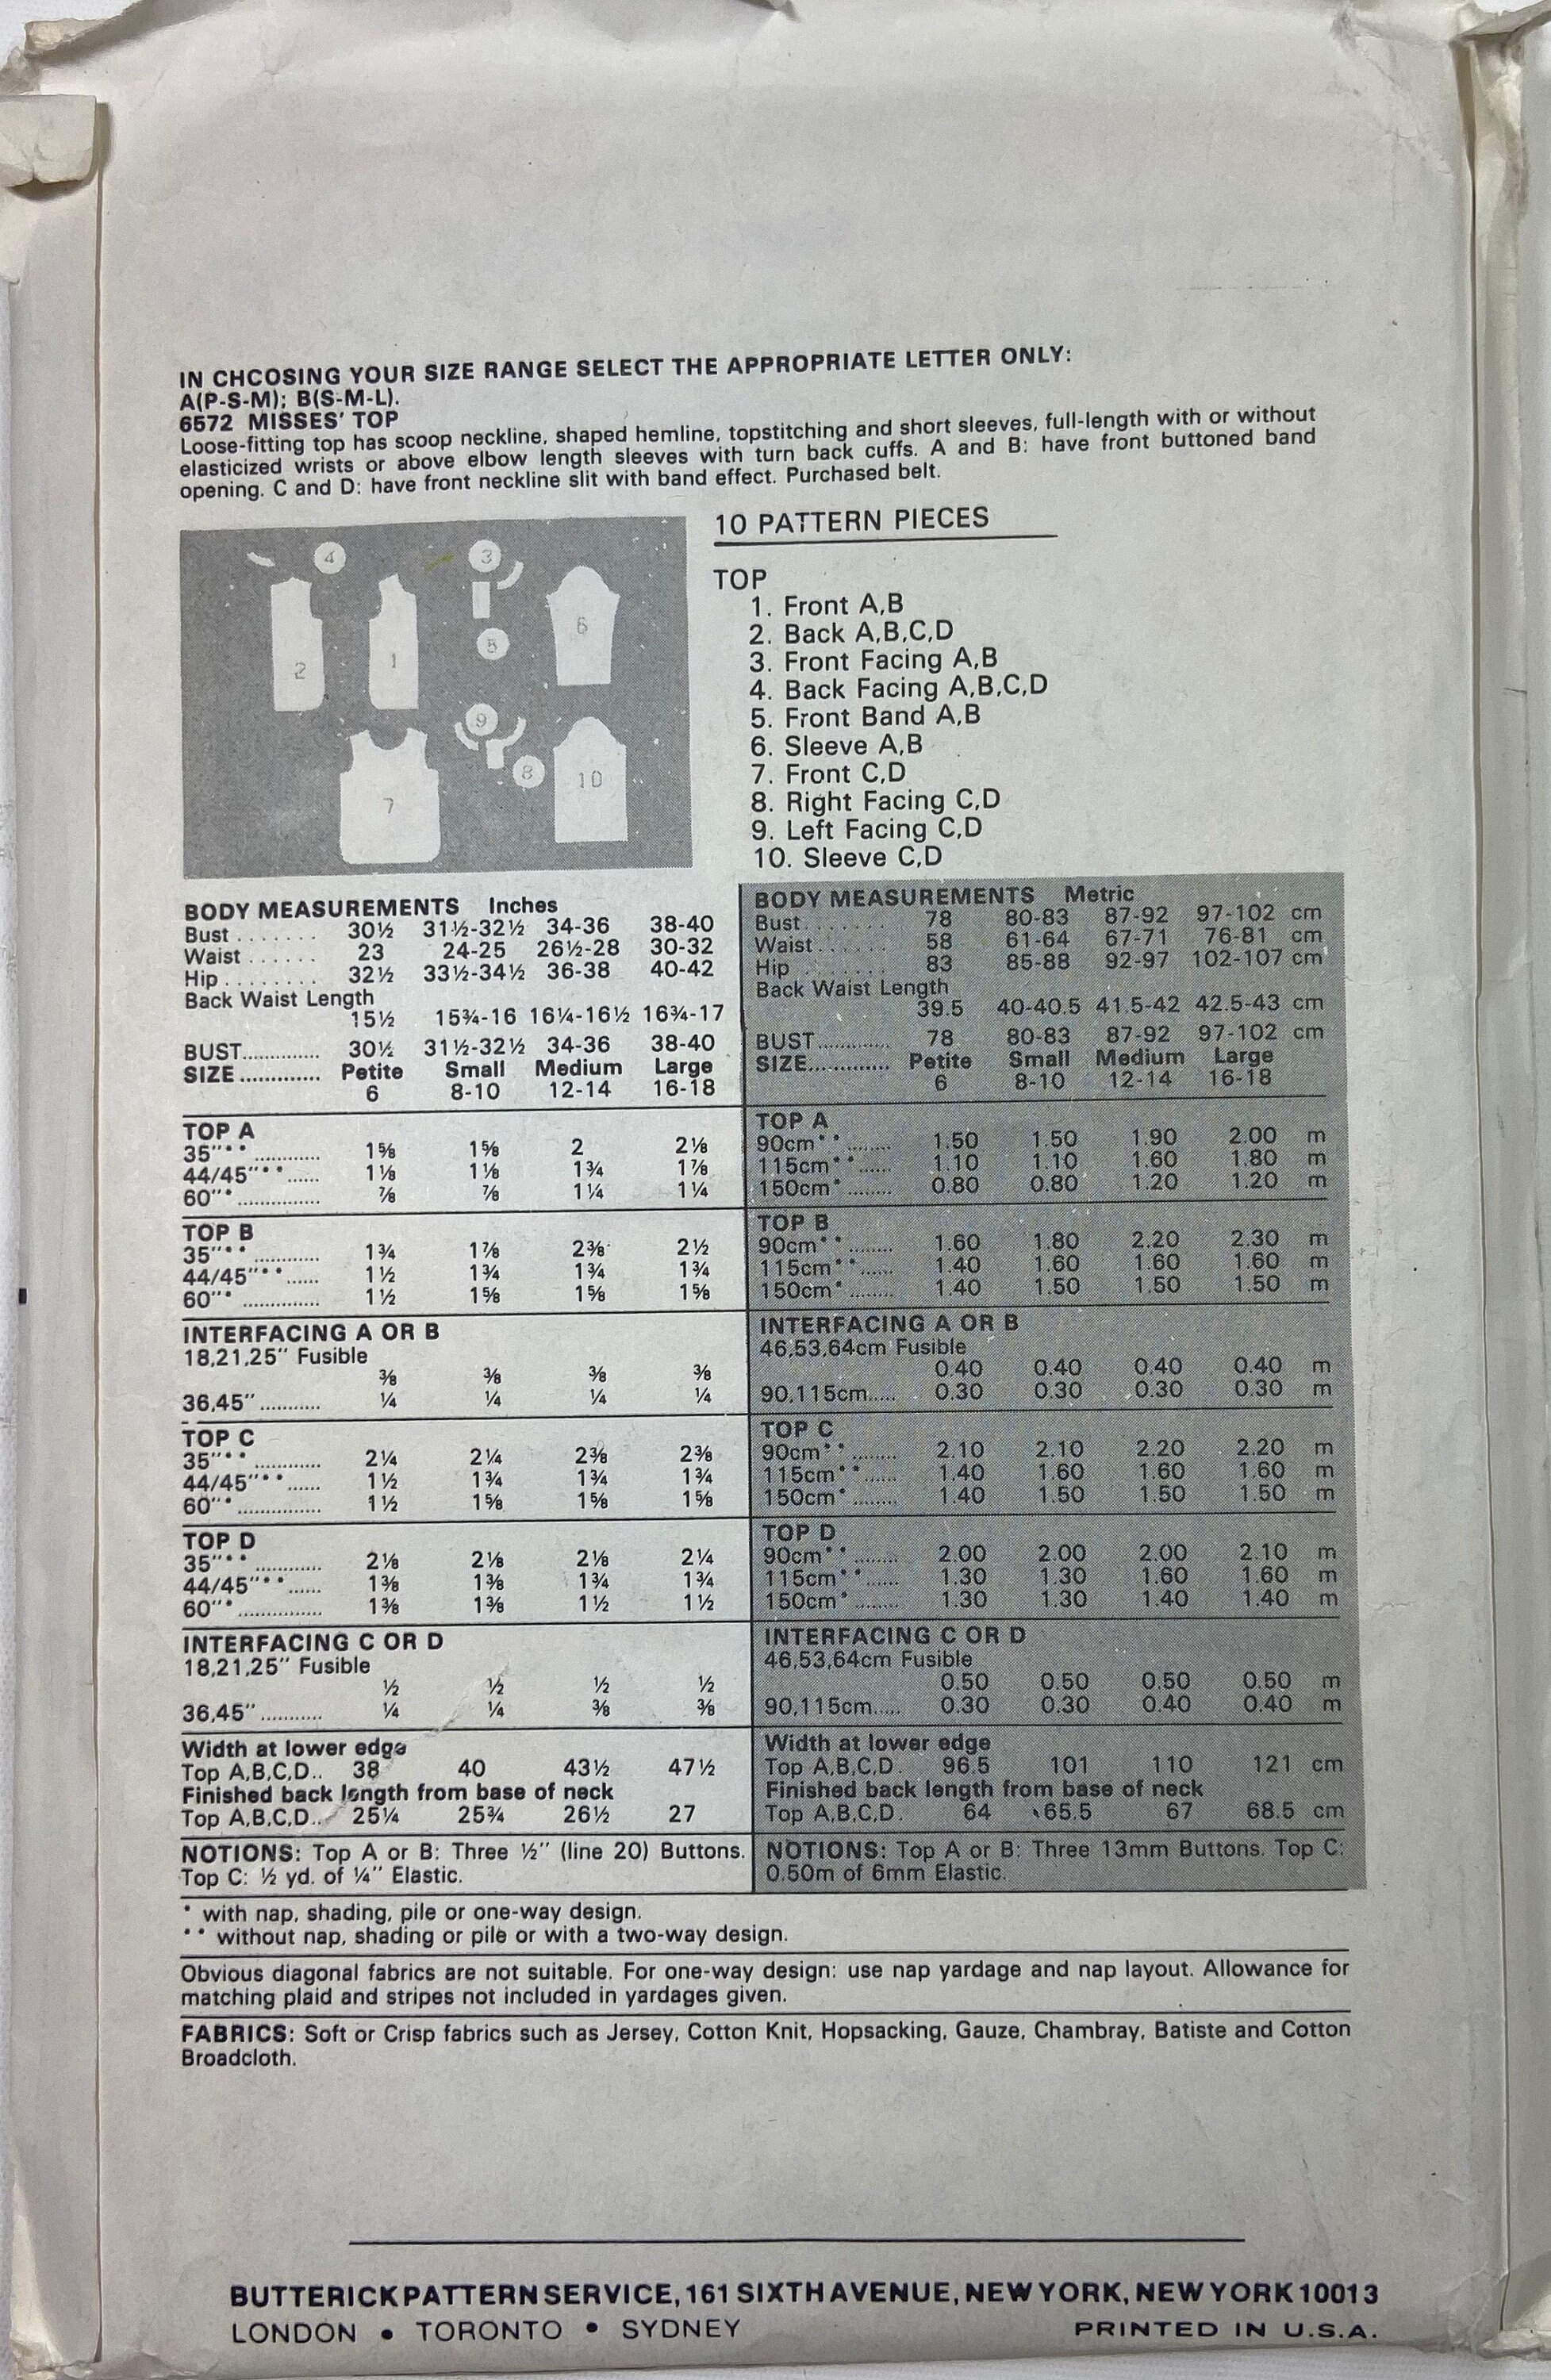 IN CHCOSING YOUR SIZE RANGE SELECT THE APPROPRIATE LETTER ONLY:
A(P-S-M); B(S-M-L).
6572 MISSES' TOP
Loose-fitting top has scoop neckline, shaped hemline, topstitching and short sleeves, full-length with or without
elasticized wrists or above elbow length sleeves with turn back cuffs. A and B: have front buttoned band
opening. C and D: have front neckline slit with band effect. Purchased belt.
4 3
2 1 5 6
9
7 8 10
10 PATTERN PIECES
TOP
1. Front A,B
2. Back A,B,C,D
3. Front Facing A,B
4. Back Facing A,B,C,D
5. Front Band A,B
6. Sleeve A,B
7. Front C,D
8. Right Facing C,D
9. Left Facing C,D
10. Sleeve C,D
BODY MEASUREMENTS Inches
Bust ....... 30½ 31½-32½ 34-36 38-40
Waist ...... 23 24-25 26½-28 30-32
Hip ........ 32½ 33½-34½ 36-38 40-42
Back Waist Length
15½ 15¾-16 16¼-16½ 16¾-17
BUST.............. 30½ 31½-32½ 34-36 38-40
SIZE ............. Petite Small Medium Large
6 8-10 12-14 16-18
TOP A
35"** ............ 1⅝ 1⅝ 2 2⅛
44/45"** ...... 1⅛ 1⅛ 1¾ 1⅞
60"* ............... ⅞ ⅞ 1¼ 1¼
TOP B
35"** ............ 1¾ 1⅞ 2⅜ 2½
44/45"** ...... 1½ 1¾ 1¾ 1¾
60"* .............. 1½ 1⅝ 1⅝ 1⅝
INTERFACING A OR B
18,21,25" Fusible
⅜ ⅜ ⅜ ⅜
36,45" ........... ¼ ¼ ¼ ¼
TOP C
35"** ............ 2¼ 2¼ 2⅜ 2⅜
44/45"** ...... 1½ 1¾ 1¾ 1¾
60"* ............... 1½ 1⅝ 1⅝ 1⅝
TOP D
35"** ............ 2⅛ 2⅛ 2⅛ 2¼
44/45"** ...... 1⅜ 1⅜ 1¾ 1¾
60"* ............... 1⅜ 1⅜ 1½ 1½
INTERFACING C OR D
18,21,25" Fusible
½ ½ ½ ½
36,45" ........... ¼ ¼ ⅜ ⅜
Width at lower edge
Top A,B,C,D.. 38 40 43½ 47½
Finished back length from base of neck
Top A,B,C,D... 25¼ 25¾ 26½ 27
NOTIONS: Top A or B: Three ½" (line 20) Buttons.
Top C: ½ yd. of ¼" Elastic.
BODY MEASUREMENTS Metric
Bust ........ 78 80-83 87-92 97-102 cm
Waist ...... 58 61-64 67-71 76-81 cm
Hip ....... 83 85-88 92-97 102-107 cm
Back Waist Length
39.5 40-40.5 41.5-42 42.5-43 cm
BUST............. 78 80-83 87-92 97-102 cm
SIZE.............. Petite Small Medium Large
6 8-10 12-14 16-18
TOP A
90cm** ........ 1.50 1.50 1.90 2.00 m
115cm** ...... 1.10 1.10 1.60 1.80 m
150cm* ........ 0.80 0.80 1.20 1.20 m
TOP B
90cm** ........ 1.60 1.80 2.20 2.30 m
115cm** ...... 1.40 1.60 1.60 1.60 m
150cm* ........ 1.40 1.50 1.50 1.50 m
INTERFACING A OR B
46,53,64cm Fusible
0.40 0.40 0.40 0.40 m
90,115cm..... 0.30 0.30 0.30 0.30 m
TOP C
90cm** ........ 2.10 2.10 2.20 2.20 m
115cm** ...... 1.40 1.60 1.60 1.60 m
150cm* ........ 1.40 1.50 1.50 1.50 m
TOP D
90cm** ........ 2.00 2.00 2.00 2.10 m
115cm** ...... 1.30 1.30 1.60 1.60 m
150cm* ........ 1.30 1.30 1.40 1.40 m
INTERFACING C OR D
46,53,64cm Fusible
0.50 0.50 0.50 0.50 m
90,115cm..... 0.30 0.30 0.40 0.40 m
Width at lower edge
Top A,B,C,D. 96.5 101 110 121 cm
Finished back length from base of neck
Top A,B,C,D. 64 65.5 67 68.5 cm
NOTIONS: Top A or B: Three 13mm Buttons. Top C:
0.50m of 6mm Elastic.
* with nap, shading, pile or one-way design.
** without nap, shading or pile or with a two-way design.
Obvious diagonal fabrics are not suitable. For one-way design: use nap yardage and nap layout. Allowance for
matching plaid and stripes not included in yardages given.
FABRICS: Soft or Crisp fabrics such as Jersey, Cotton Knit, Hopsacking, Gauze, Chambray, Batiste and Cotton
Broadcloth.
BUTTERICK PATTERN SERVICE, 161 SIXTH AVENUE, NEW YORK, NEW YORK 10013
LONDON • TORONTO • SYDNEY PRINTED IN U.S.A.